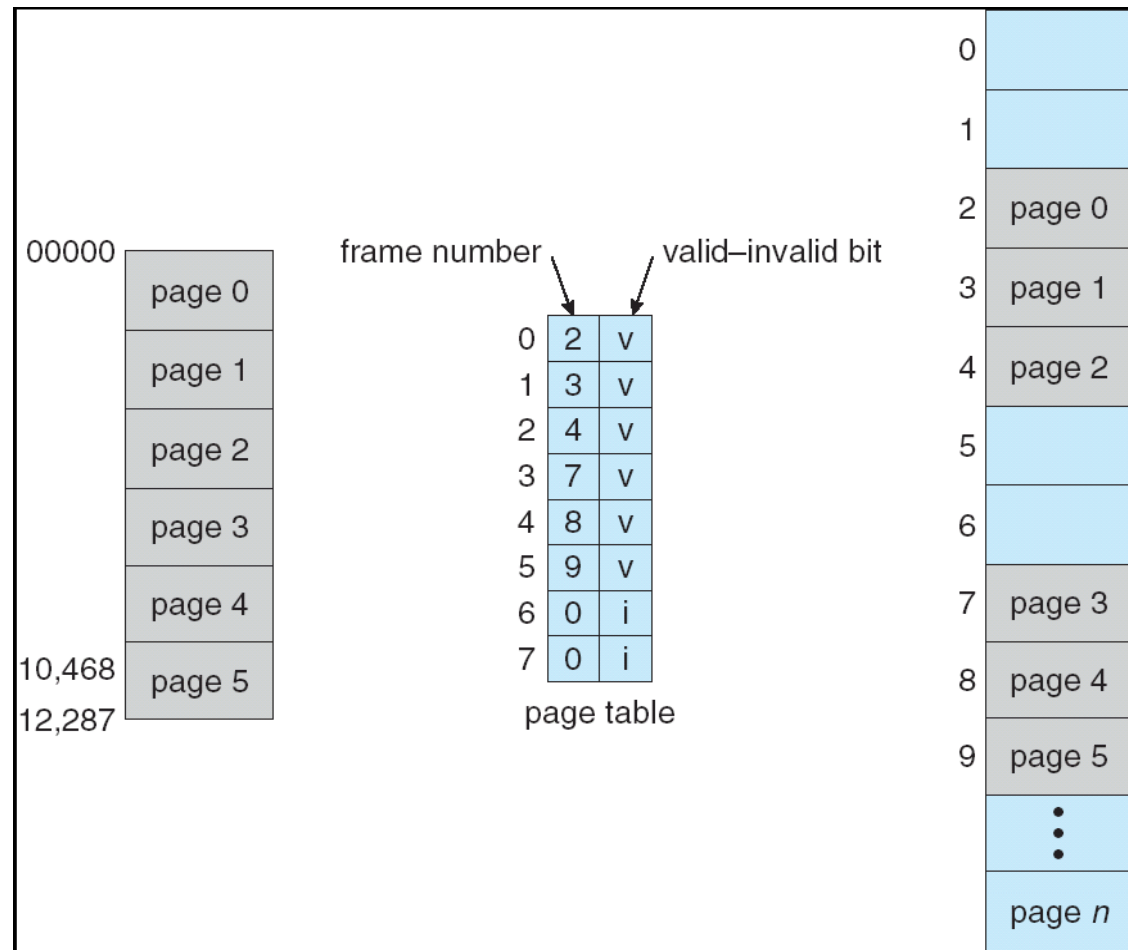 00000
page 0
page 1
page 2
page 3
page 4
10,468
page 5
12,287
frame number
valid–invalid bit
0 2 v
1 3 v
2 4 v
3 7 v
4 8 v
5 9 v
6 0 i
7 0 i
page table
0
1
2 page 0
3 page 1
4 page 2
5
6
7 page 3
8 page 4
9 page 5
page n